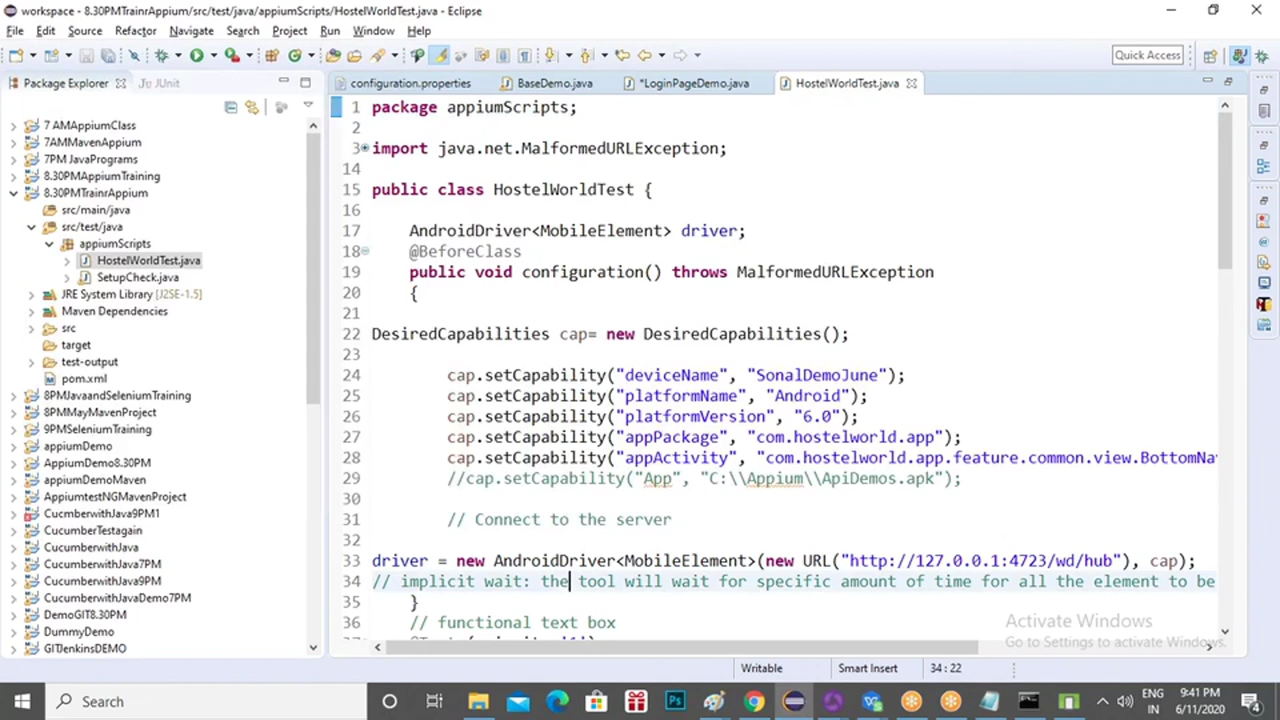 workspace - 8.30PMTrainrAppium/src/test/java/appiumScripts/HostelWorldTest.java - Eclipse
File Edit Source Refactor Navigate Search Project Run Window Help
Quick Access
Package Explorer JUnit
configuration.properties BaseDemo.java *LoginPageDemo.java HostelWorldTest.java
7 AMAppiumClass
7AMMavenAppium
7PM JavaPrograms
8.30PMAppiumTraining
8.30PMTrainrAppium
src/main/java
src/test/java
appiumScripts
HostelWorldTest.java
SetupCheck.java
JRE System Library [J2SE-1.5]
Maven Dependencies
src
target
test-output
pom.xml
8PMJavaandSeleniumTraining
8PMMayMavenProject
9PMSeleniumTraining
appiumDemo
AppiumDemo8.30PM
appiumDemoMaven
AppiumtestNGMavenProject
CucmberwithJava9PM1
CucumberTestagain
CucumberwithJava
CucumberwithJava7PM
CucumberwithJava9PM
CucumberwithJavaDemo7PM
DemoGIT8.30PM
DummyDemo
GITJenkinsDEMO
1 package appiumScripts;
2
3 import java.net.MalformedURLException;
14
15 public class HostelWorldTest {
16
17 AndroidDriver<MobileElement> driver;
18 @BeforeClass
19 public void configuration() throws MalformedURLException
20 {
21
22 DesiredCapabilities cap= new DesiredCapabilities();
23
24 cap.setCapability("deviceName", "SonalDemoJune");
25 cap.setCapability("platformName", "Android");
26 cap.setCapability("platformVersion", "6.0");
27 cap.setCapability("appPackage", "com.hostelworld.app");
28 cap.setCapability("appActivity", "com.hostelworld.app.feature.common.view.BottomNav
29 //cap.setCapability("App", "C:\\Appium\\ApiDemos.apk");
30
31 // Connect to the server
32
33 driver = new AndroidDriver<MobileElement>(new URL("http://127.0.0.1:4723/wd/hub"), cap);
34 // implicit wait: the tool will wait for specific amount of time for all the element to be
35 }
36 // functional text box
Activate Windows
Go to Settings to activate Windows.
Writable Smart Insert 34 : 22
Search
ENG
IN
9:41 PM
6/11/2020
4